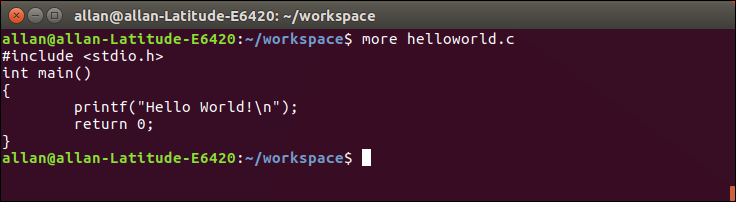 allan@allan-Latitude-E6420: ~/workspace
allan@allan-Latitude-E6420:~/workspace$ more helloworld.c
#include <stdio.h>
int main()
{
        printf("Hello World!\n");
        return 0;
}
allan@allan-Latitude-E6420:~/workspace$